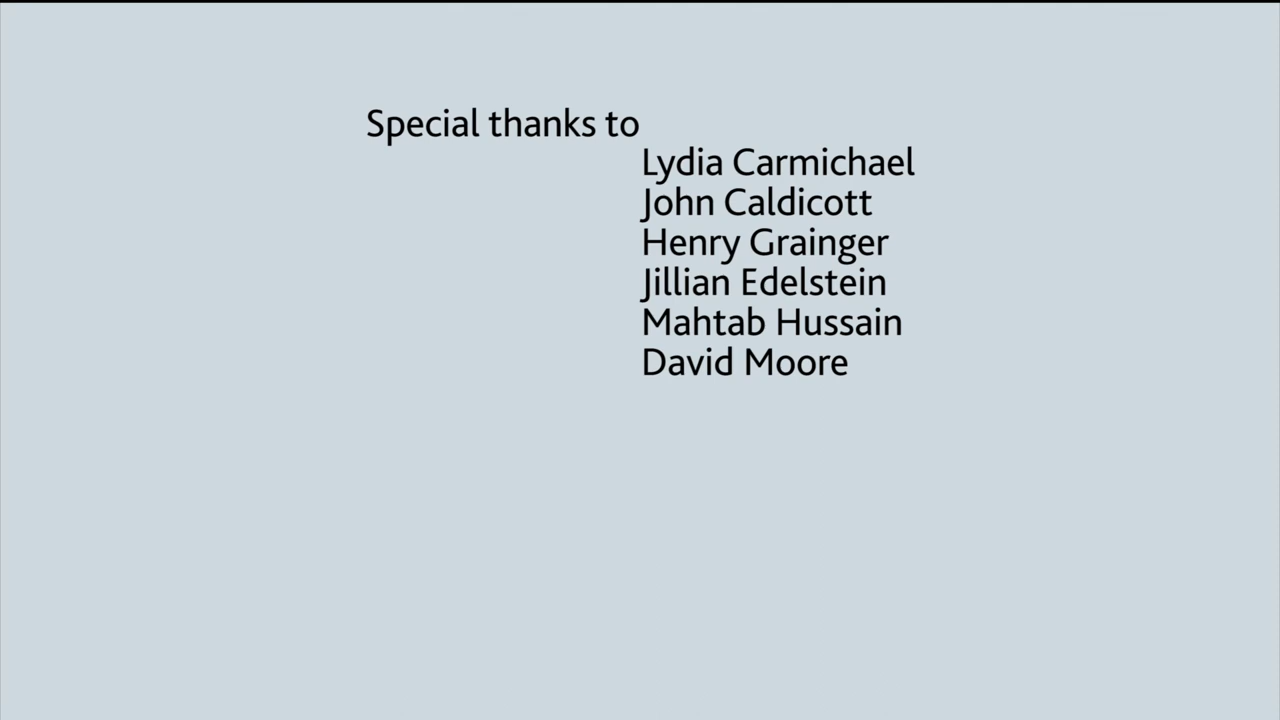 Special thanks to
Lydia Carmichael
John Caldicott
Henry Grainger
Jillian Edelstein
Mahtab Hussain
David Moore